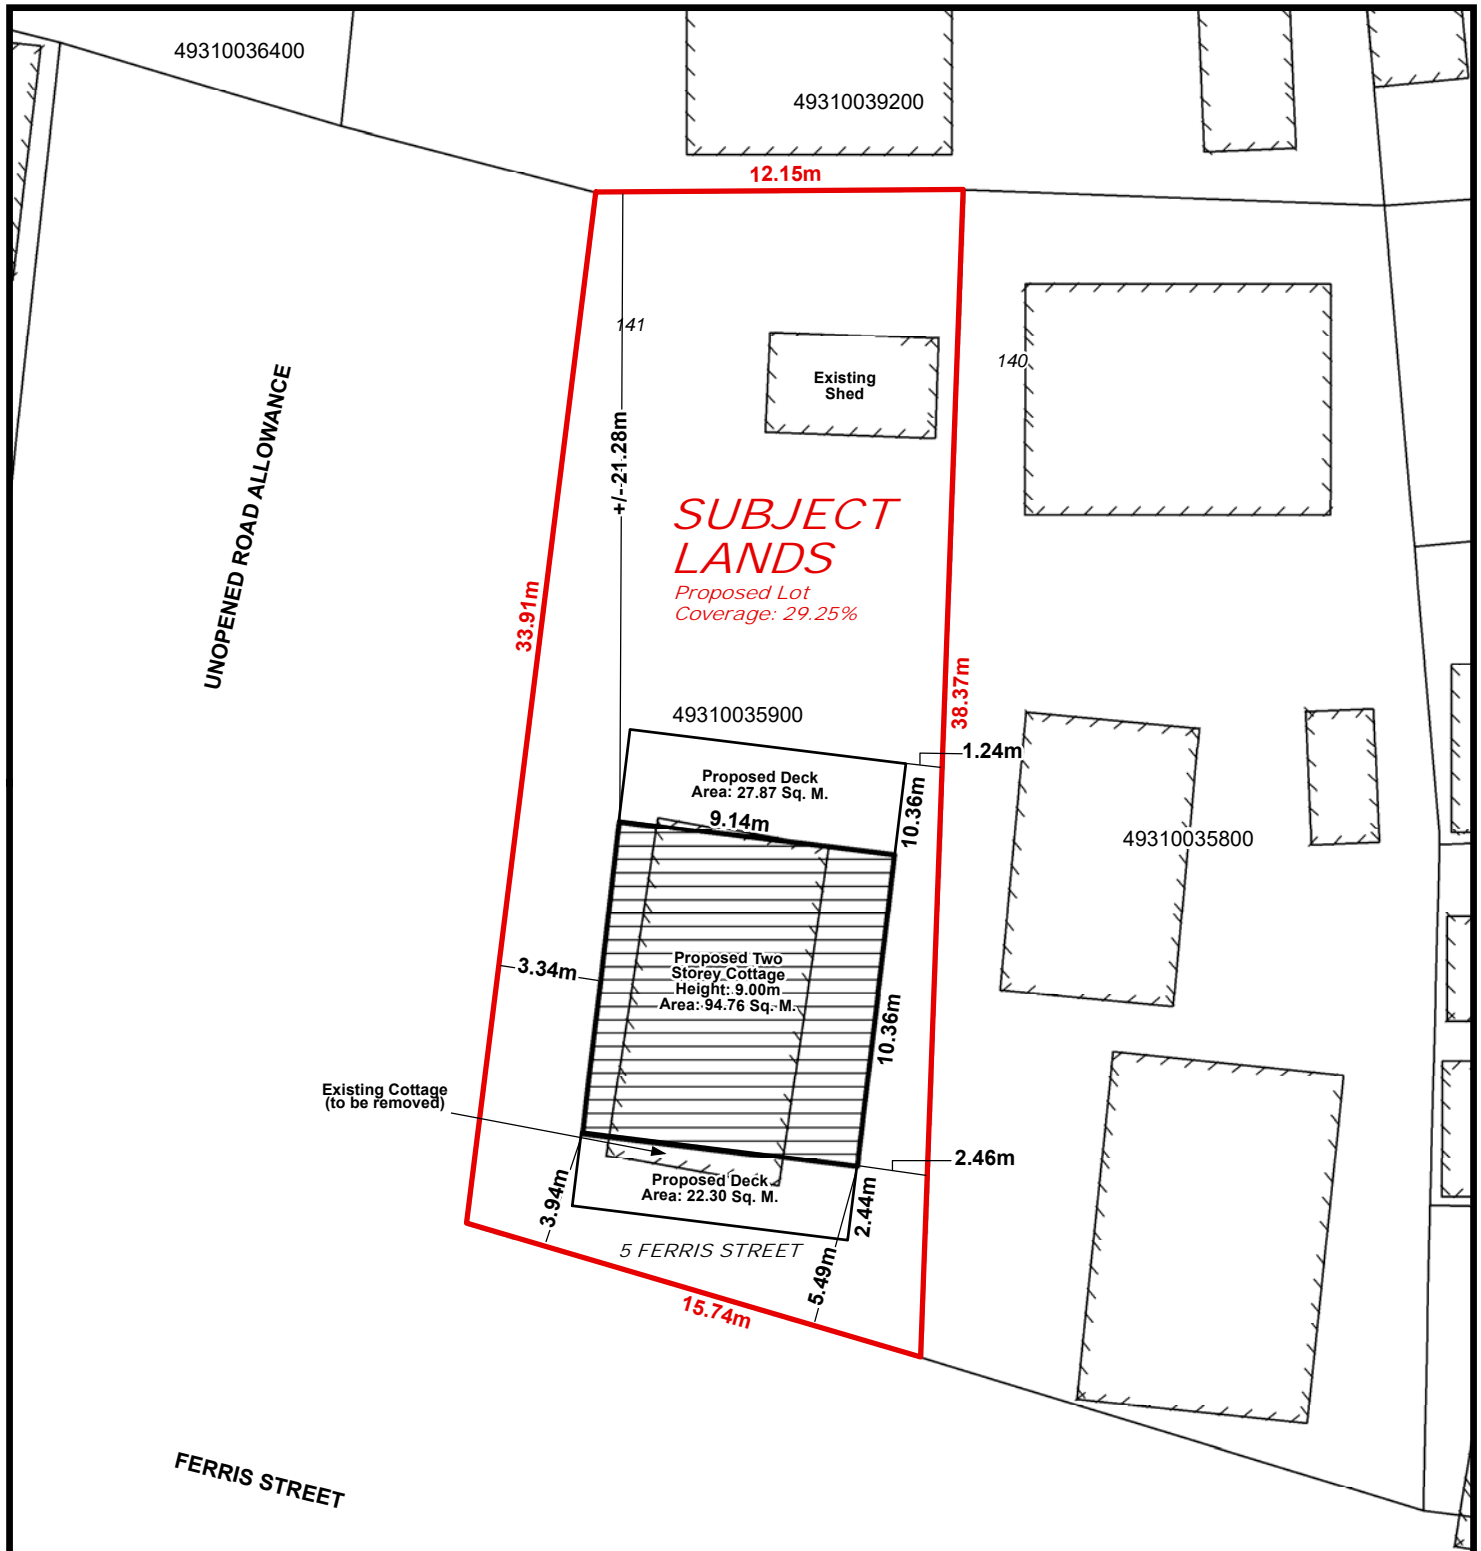 49310036400
49310039200
12.15m
141
140
Existing
Shed
UNOPENED ROAD ALLOWANCE
+/-21.28m
SUBJECT
LANDS
Proposed Lot
Coverage: 29.25%
33.91m
38.37m
49310035900
1.24m
Proposed Deck
Area: 27.87 Sq. M.
10.36m
9.14m
49310035800
Proposed Two
Storey Cottage
Height: 9.00m
Area: 94.76 Sq. M.
3.34m
10.36m
Existing Cottage
(to be removed)
2.46m
Proposed Deck
Area: 22.30 Sq. M.
3.94m
2.44m
5 FERRIS STREET
5.49m
15.74m
FERRIS STREET